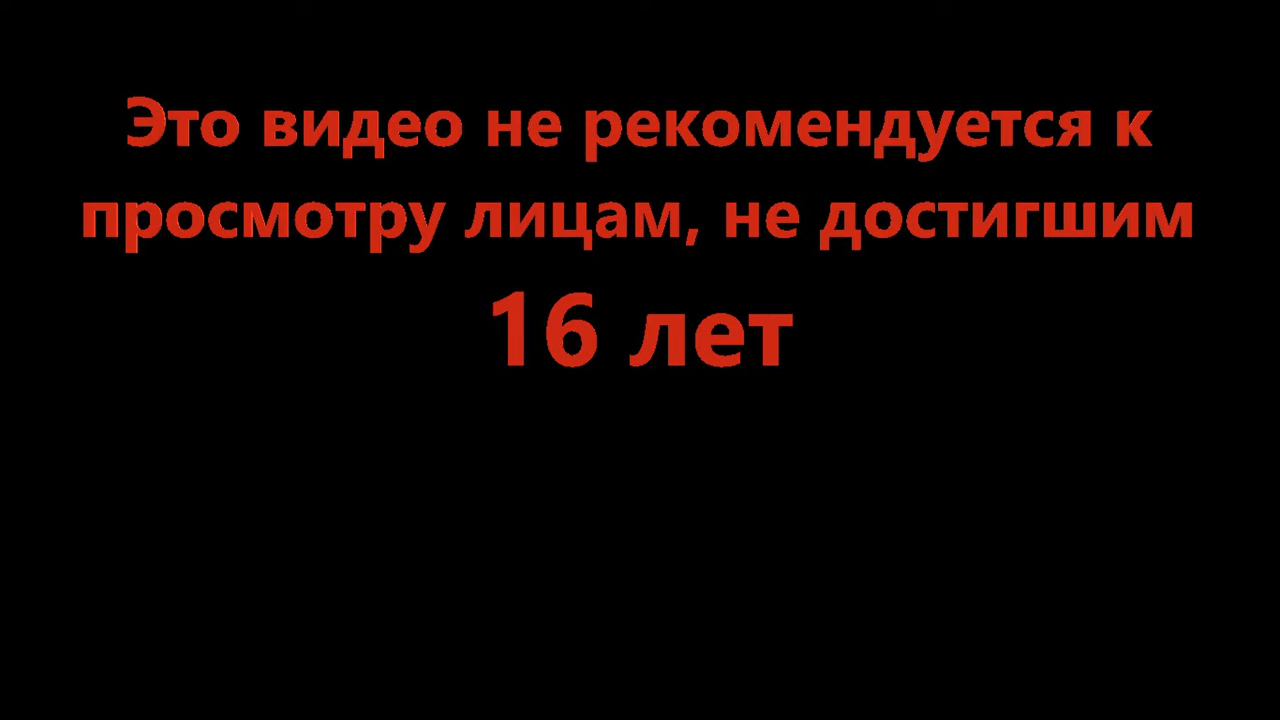 Это видео не рекомендуется к
просмотру лицам, не достигшим
16 лет